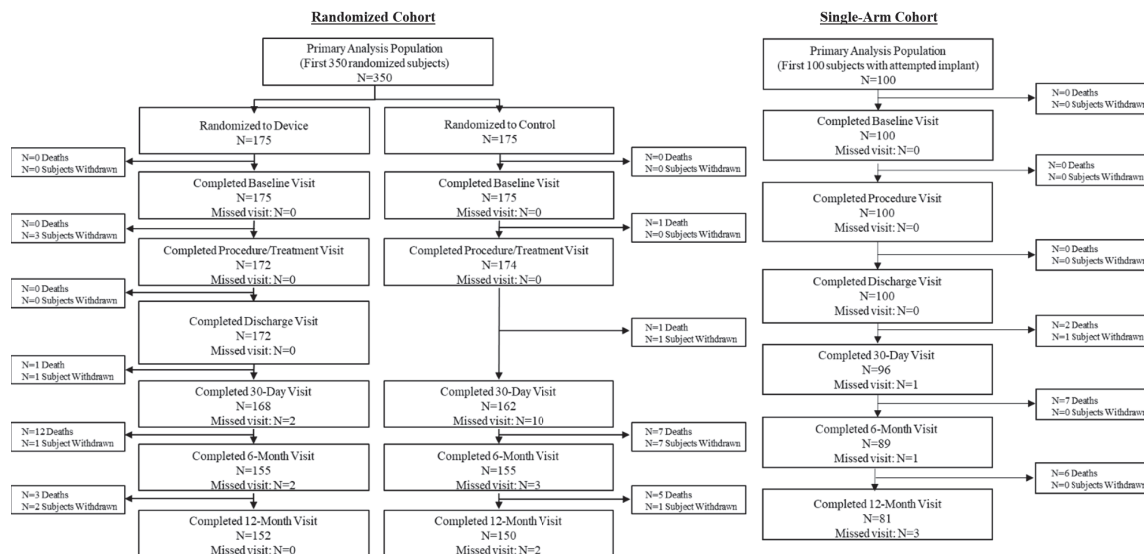 Randomized Cohort
Primary Analysis Population
(First 350 randomized subjects)
N=350
Randomized to Device
N=175
Randomized to Control
N=175
N=0 Deaths
N=0 Subjects Withdrawn
N=0 Deaths
N=0 Subjects Withdrawn
Completed Baseline Visit
N=175
Missed visit: N=0
Completed Baseline Visit
N=175
Missed visit: N=0
N=0 Deaths
N=3 Subjects Withdrawn
N=1 Death
N=0 Subjects Withdrawn
Completed Procedure/Treatment Visit
N=172
Missed visit: N=0
Completed Procedure/Treatment Visit
N=174
Missed visit: N=0
N=0 Deaths
N=0 Subjects Withdrawn
Completed Discharge Visit
N=172
Missed visit: N=0
N=1 Death
N=1 Subject Withdrawn
N=1 Death
N=1 Subject Withdrawn
Completed 30-Day Visit
N=168
Missed visit: N=2
Completed 30-Day Visit
N=162
Missed visit: N=10
N=12 Deaths
N=1 Subject Withdrawn
N=7 Deaths
N=7 Subjects Withdrawn
Completed 6-Month Visit
N=155
Missed visit: N=2
Completed 6-Month Visit
N=155
Missed visit: N=3
N=3 Deaths
N=2 Subjects Withdrawn
N=5 Deaths
N=1 Subject Withdrawn
Completed 12-Month Visit
N=152
Missed visit: N=0
Completed 12-Month Visit
N=150
Missed visit: N=2
Single-Arm Cohort
Primary Analysis Population
(First 100 subjects with attempted implant)
N=100
N=0 Deaths
N=0 Subjects Withdrawn
Completed Baseline Visit
N=100
Missed visit: N=0
N=0 Deaths
N=0 Subjects Withdrawn
Completed Procedure Visit
N=100
Missed visit: N=0
N=0 Deaths
N=0 Subjects Withdrawn
Completed Discharge Visit
N=100
Missed visit: N=0
N=2 Deaths
N=1 Subject Withdrawn
Completed 30-Day Visit
N=96
Missed visit: N=1
N=7 Deaths
N=0 Subjects Withdrawn
Completed 6-Month Visit
N=89
Missed visit: N=1
N=6 Deaths
N=0 Subjects Withdrawn
Completed 12-Month Visit
N=81
Missed visit: N=3